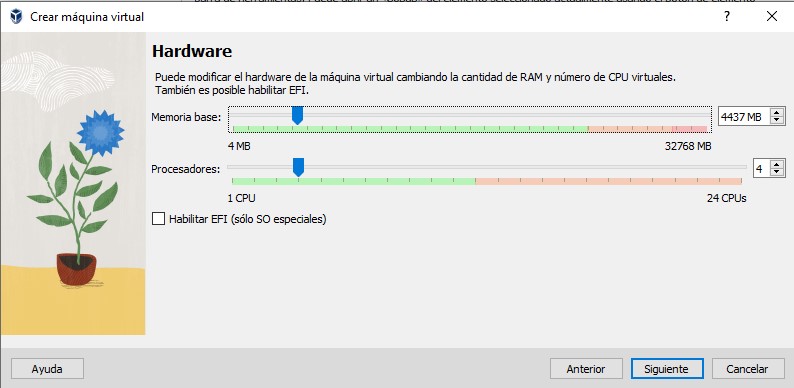 Crear máquina virtual
Hardware
Puede modificar el hardware de la máquina virtual cambiando la cantidad de RAM y número de CPU virtuales.
También es posible habilitar EFI.
Memoria base:
4437 MB
4 MB
32768 MB
Procesadores:
4
1 CPU
24 CPUs
Habilitar EFI (sólo SO especiales)
Ayuda
Anterior
Siguiente
Cancelar